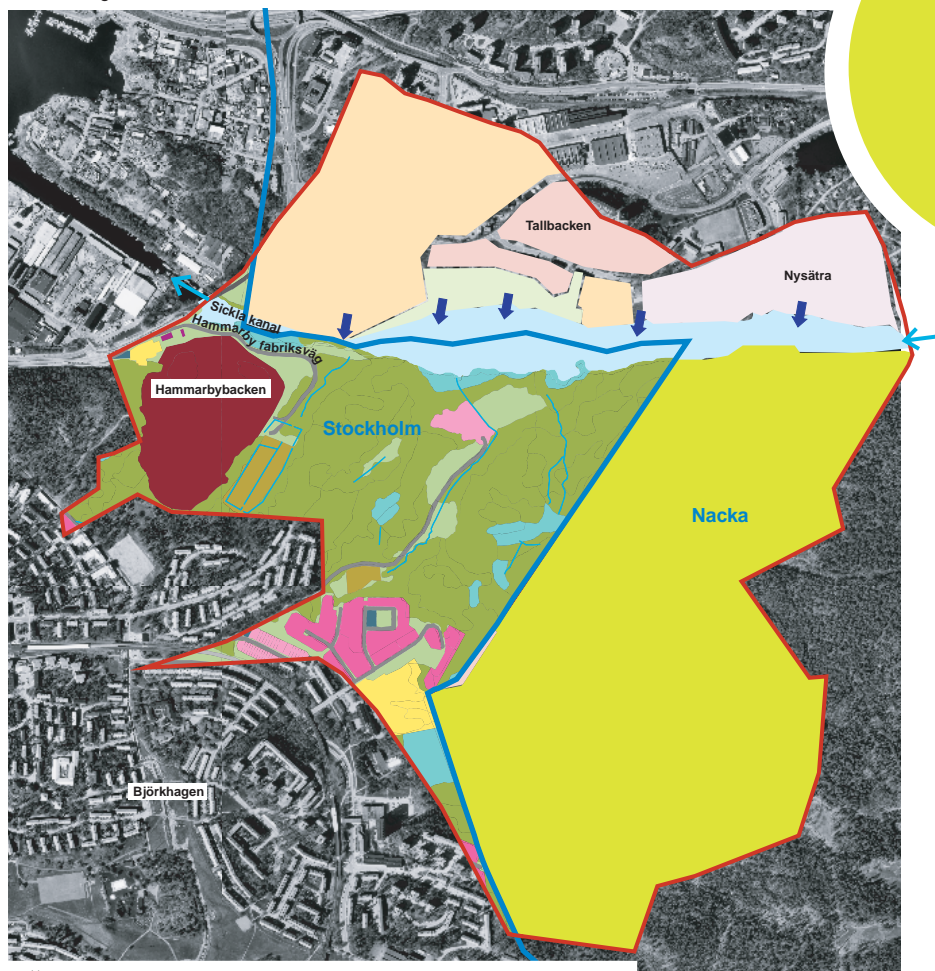 Tallbacken
Nysätra
Sickla kanal
Hammarby fabriksväg
Hammarbybacken
Stockholm
Nacka
Björkhagen